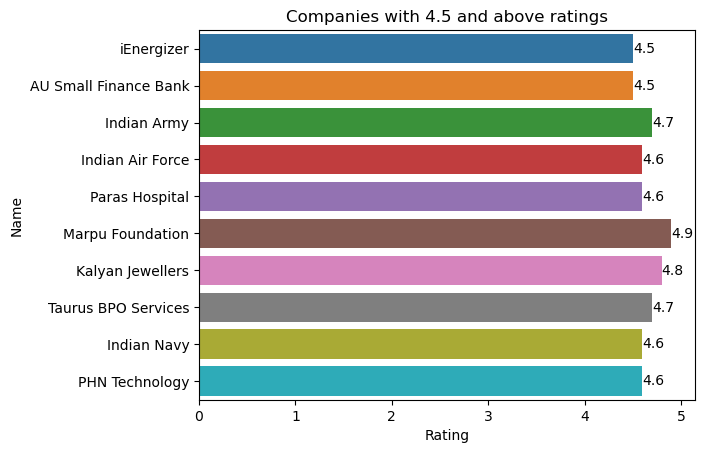 Companies with 4.5 and above ratings
iEnergizer 4.5
AU Small Finance Bank 4.5
Indian Army 4.7
Indian Air Force 4.6
Paras Hospital 4.6
Marpu Foundation 4.9
Kalyan Jewellers 4.8
Taurus BPO Services 4.7
Indian Navy 4.6
PHN Technology 4.6
Name
0 1 2 3 4 5
Rating